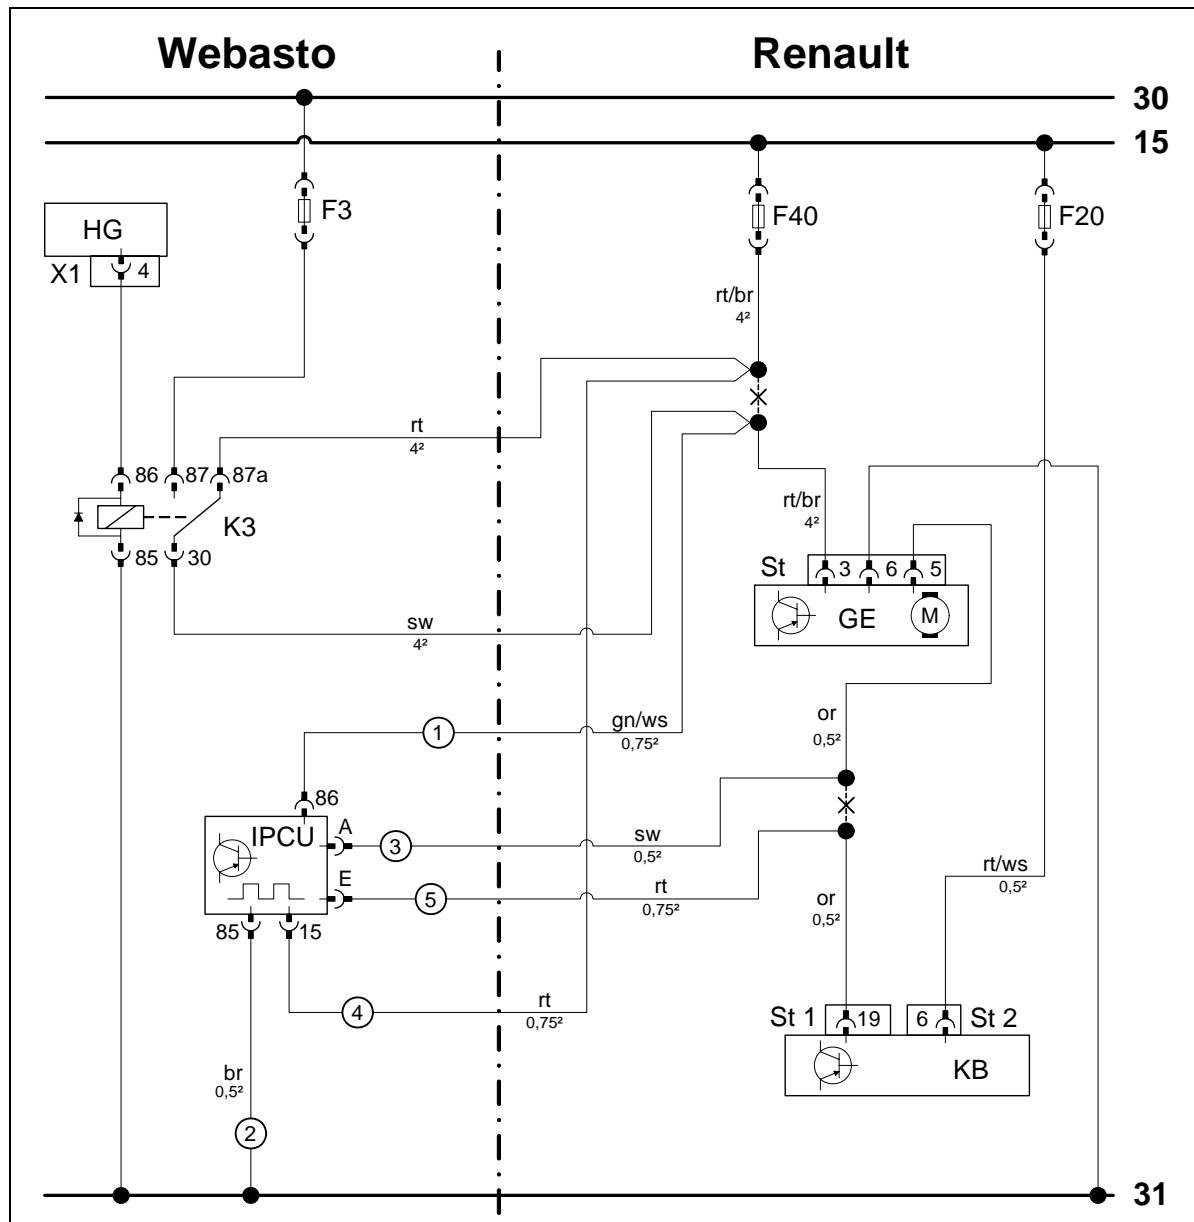 Webasto
Renault
30
15
F3
F40
F20
HG
X1
4
rt/br
4²
rt
4²
86
87
87a
K3
85
30
rt/br
4²
St
3
6
5
GE
M
sw
4²
or
0,5²
1
gn/ws
0,75²
86
IPCU
A
3
sw
0,5²
E
5
rt
0,75²
rt/ws
0,5²
or
0,5²
85
15
4
rt
0,75²
St 1
19
6
St 2
KB
br
0,5²
2
31